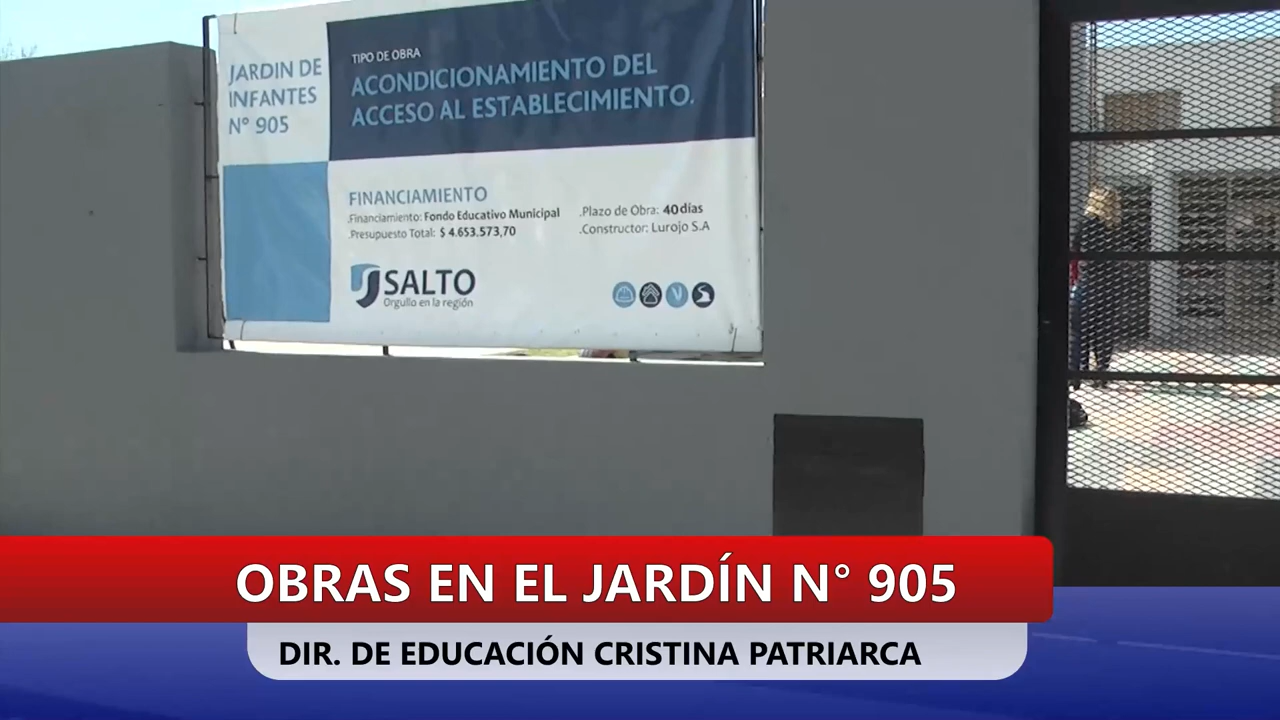 JARDIN DE
INFANTES
N° 905
TIPO DE OBRA
ACONDICIONAMIENTO DEL
ACCESO AL ESTABLECIMIENTO.
FINANCIAMIENTO
.Financiamiento: Fondo Educativo Municipal
.Presupuesto Total: $ 4.653.573,70
.Plazo de Obra: 40 días
.Constructor: Lurojo S.A
SALTO
Orgullo en la región
OBRAS EN EL JARDÍN N° 905
DIR. DE EDUCACIÓN CRISTINA PATRIARCA